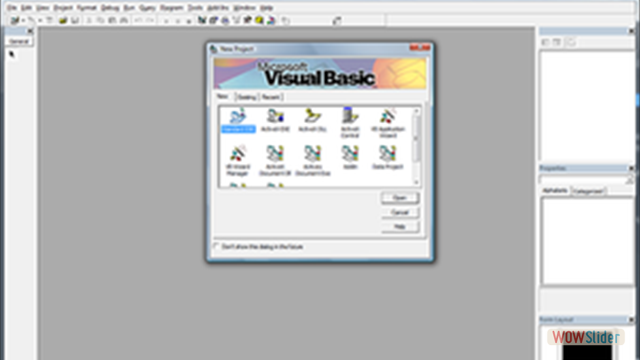 File Edit View Project Format Debug Run Query Diagram Tools Add-Ins Window Help
General
New Project
Microsoft
Visual Basic
New Existing Recent
Standard EXE ActiveX EXE ActiveX DLL ActiveX Control VB Application Wizard
VB Wizard Manager ActiveX Document Dll ActiveX Document Exe Addin Data Project
Open
Cancel
Help
Don't show this dialog in the future
Properties
Alphabetic Categorized
Form Layout
WOWSlider